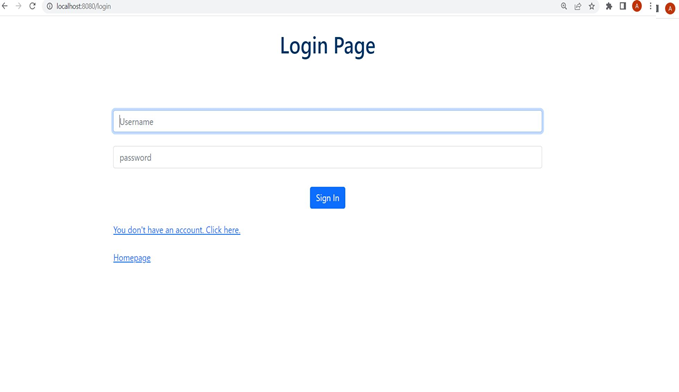 localhost:8080/login
A
A
Login Page
Username
password
Sign In
You don't have an account. Click here.
Homepage